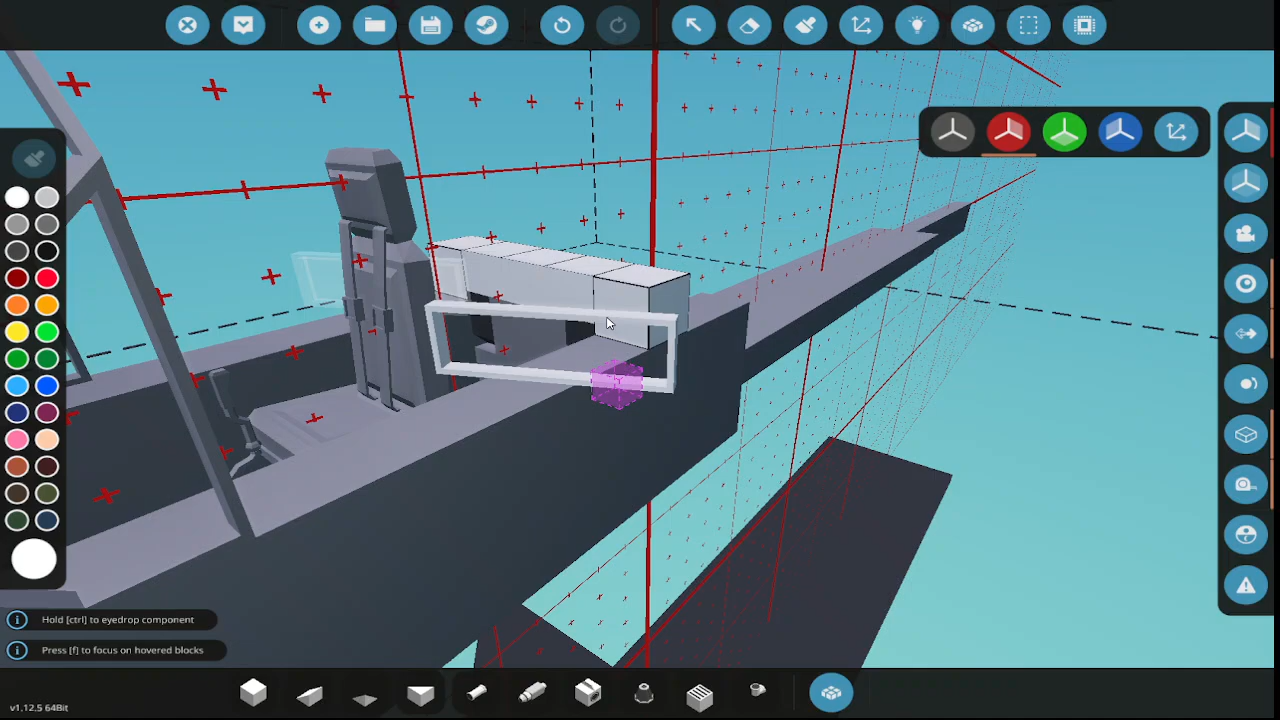 Hold [ctrl] to eyedrop component
Press [f] to focus on hovered blocks
v1.12.5 64Bit